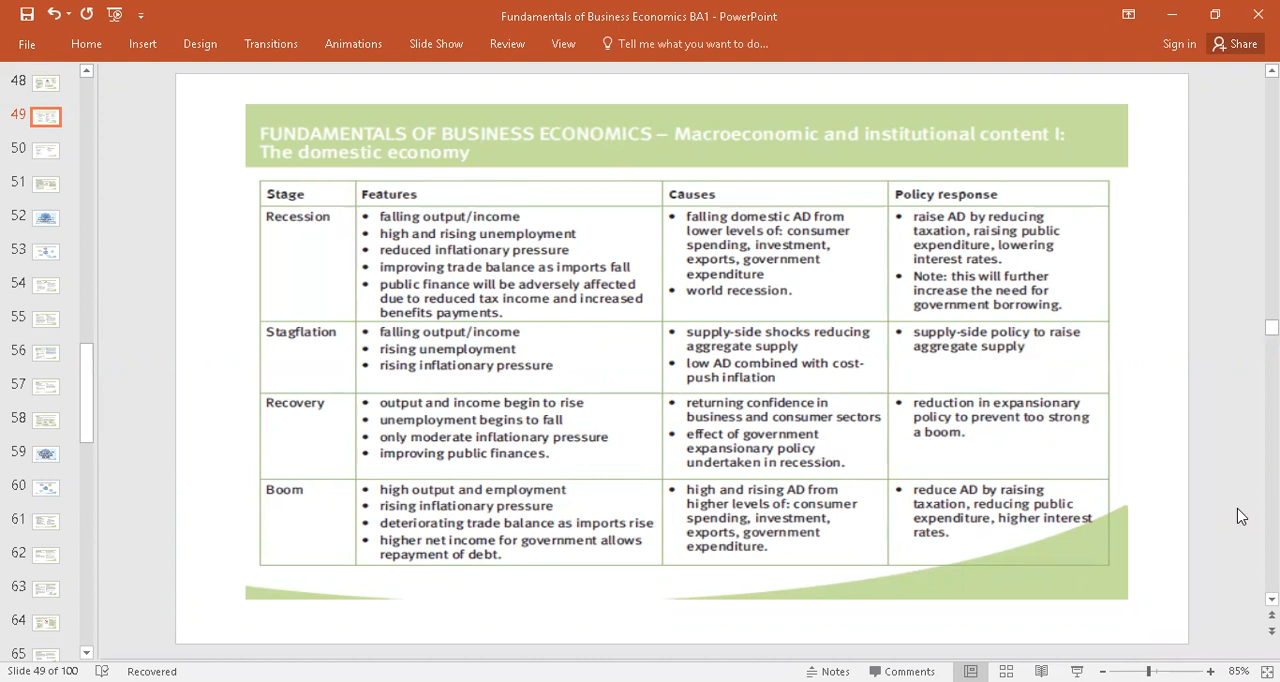 Fundamentals of Business Economics BA1 - PowerPoint
File Home Insert Design Transitions Animations Slide Show Review View Tell me what you want to do... Sign in Share
48
49
50
51
52
53
54
55
56
57
58
59
60
61
62
63
64
65
FUNDAMENTALS OF BUSINESS ECONOMICS – Macroeconomic and institutional content I:
The domestic economy
Stage Features Causes Policy response
Recession
• falling output/income
• high and rising unemployment
• reduced inflationary pressure
• improving trade balance as imports fall
• public finance will be adversely affected
due to reduced tax income and increased
benefits payments.
• falling domestic AD from
lower levels of: consumer
spending, investment,
exports, government
expenditure
• world recession.
• raise AD by reducing
taxation, raising public
expenditure, lowering
interest rates.
• Note: this will further
increase the need for
government borrowing.
Stagflation
• falling output/income
• rising unemployment
• rising inflationary pressure
• supply-side shocks reducing
aggregate supply
• low AD combined with cost-
push inflation
• supply-side policy to raise
aggregate supply
Recovery
• output and income begin to rise
• unemployment begins to fall
• only moderate inflationary pressure
• improving public finances.
• returning confidence in
business and consumer sectors
• effect of government
expansionary policy
undertaken in recession.
• reduction in expansionary
policy to prevent too strong
a boom.
Boom
• high output and employment
• rising inflationary pressure
• deteriorating trade balance as imports rise
• higher net income for government allows
repayment of debt.
• high and rising AD from
higher levels of: consumer
spending, investment,
exports, government
expenditure.
• reduce AD by raising
taxation, reducing public
expenditure, higher interest
rates.
Slide 49 of 100 Recovered Notes Comments 85%